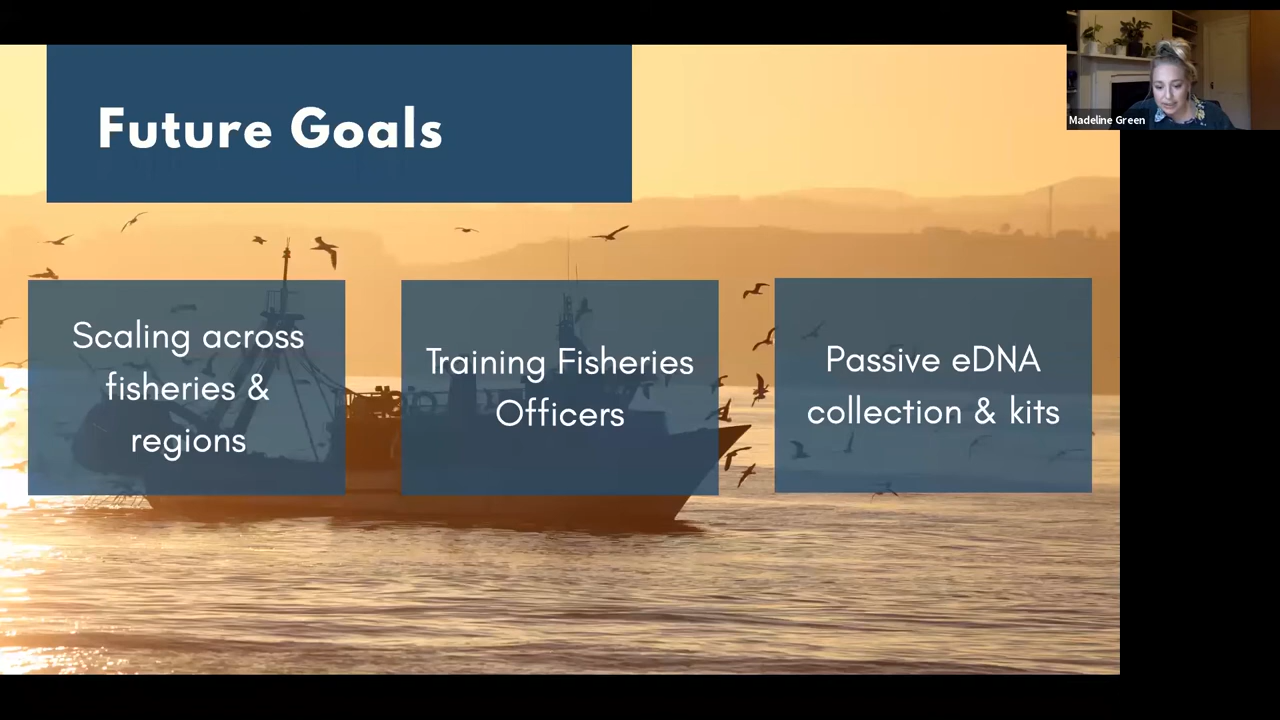 Future Goals
Madeline Green
Scaling across
fisheries &
regions
Training Fisheries
Officers
Passive eDNA
collection & kits